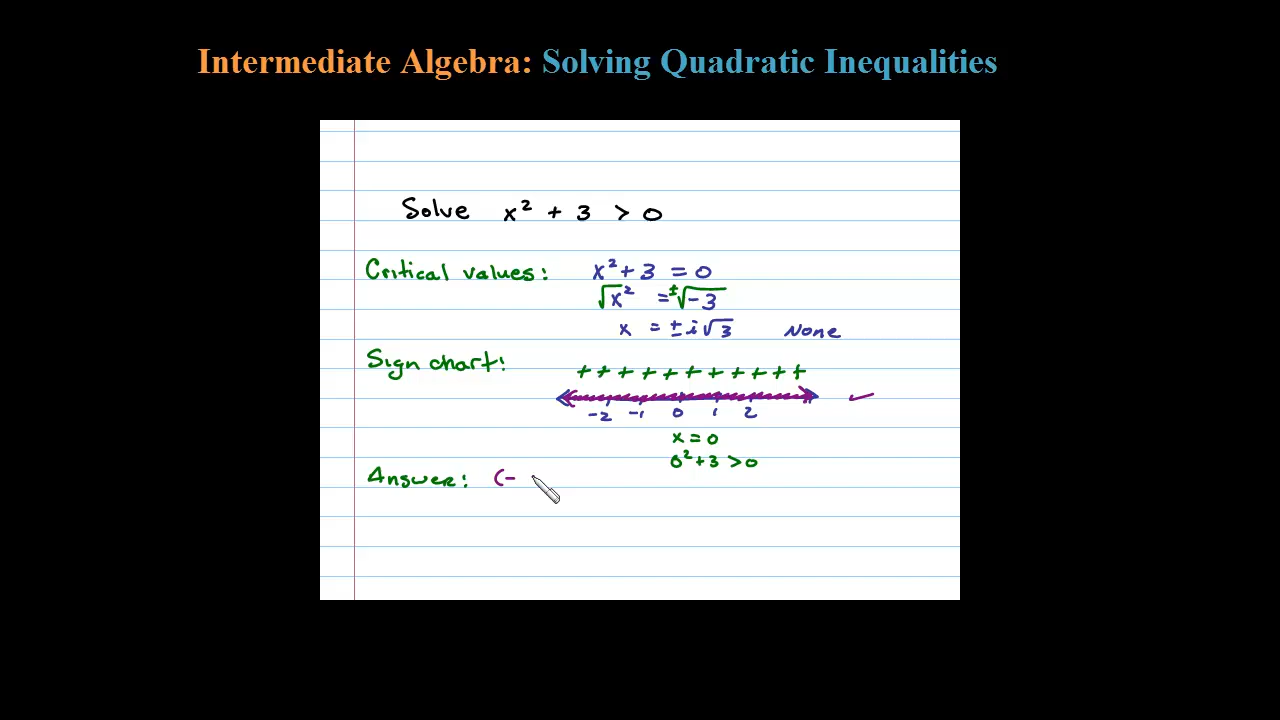 Intermediate Algebra: Solving Quadratic Inequalities
Solve x² + 3 > 0
Critical values: x² + 3 = 0
√x² = ±√-3
x = ± i√3 None
Sign chart: + + + + + + + + + + +
-2 -1 0 1 2
x = 0
0² + 3 > 0
Answer: (-